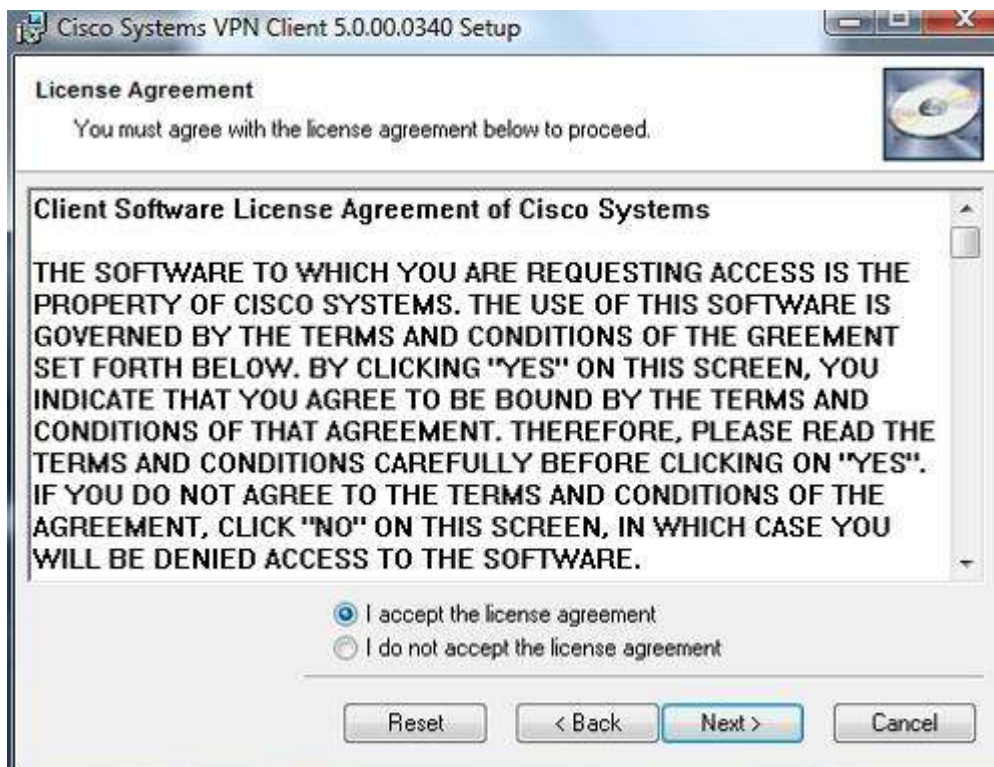 Cisco Systems VPN Client 5.0.00.0340 Setup
License Agreement
You must agree with the license agreement below to proceed.
Client Software License Agreement of Cisco Systems
THE SOFTWARE TO WHICH YOU ARE REQUESTING ACCESS IS THE
PROPERTY OF CISCO SYSTEMS. THE USE OF THIS SOFTWARE IS
GOVERNED BY THE TERMS AND CONDITIONS OF THE GREEMENT
SET FORTH BELOW. BY CLICKING "YES" ON THIS SCREEN, YOU
INDICATE THAT YOU AGREE TO BE BOUND BY THE TERMS AND
CONDITIONS OF THAT AGREEMENT. THEREFORE, PLEASE READ THE
TERMS AND CONDITIONS CAREFULLY BEFORE CLICKING ON "YES".
IF YOU DO NOT AGREE TO THE TERMS AND CONDITIONS OF THE
AGREEMENT, CLICK "NO" ON THIS SCREEN, IN WHICH CASE YOU
WILL BE DENIED ACCESS TO THE SOFTWARE.
I accept the license agreement
I do not accept the license agreement
Reset
< Back
Next >
Cancel